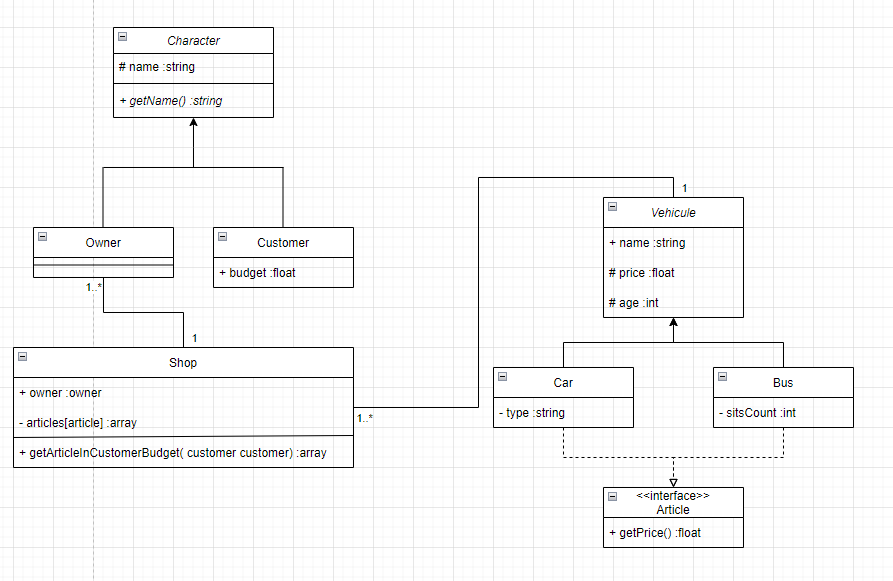 Character
# name :string
+ getName() :string
1
Vehicule
+ name :string
# price :float
# age :int
Owner
Customer
+ budget :float
1..*
1
Shop
+ owner :owner
- articles[article] :array
+ getArticleInCustomerBudget( customer customer) :array
1..*
Car
- type :string
Bus
- sitsCount :int
<<interface>>
Article
+ getPrice() :float